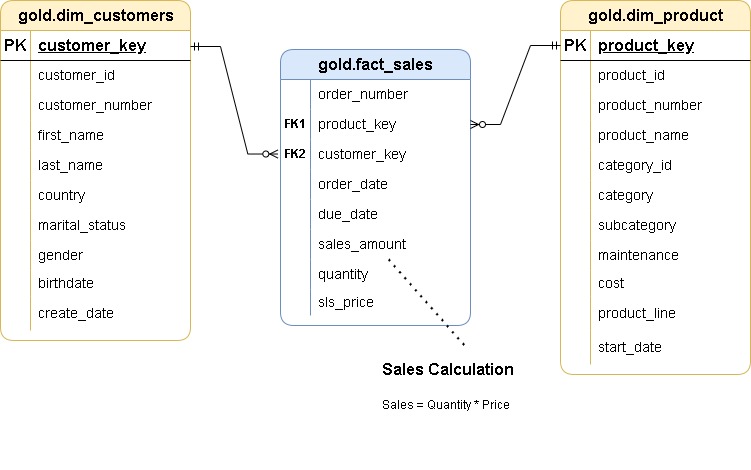 gold.dim_customers
PK customer_key
customer_id
customer_number
first_name
last_name
country
marital_status
gender
birthdate
create_date
gold.fact_sales
order_number
FK1 product_key
FK2 customer_key
order_date
due_date
sales_amount
quantity
sls_price
Sales Calculation
Sales = Quantity * Price
gold.dim_product
PK product_key
product_id
product_number
product_name
category_id
category
subcategory
maintenance
cost
product_line
start_date